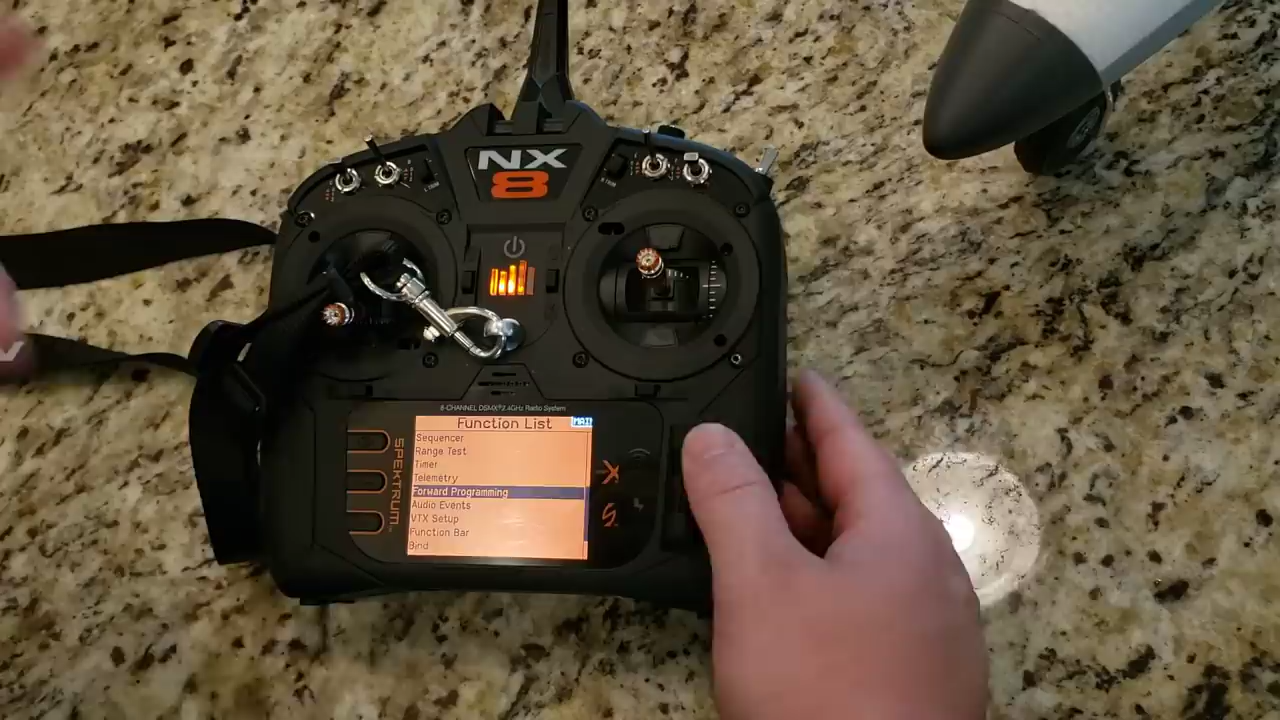 NX
8
8-CHANNEL DSMX® 2.4GHz Radio System
SPEKTRUM
Function List
MAIN
Sequencer
Range Test
Timer
Telemetry
Forward Programming
Audio Events
VTX Setup
Function Bar
Bind